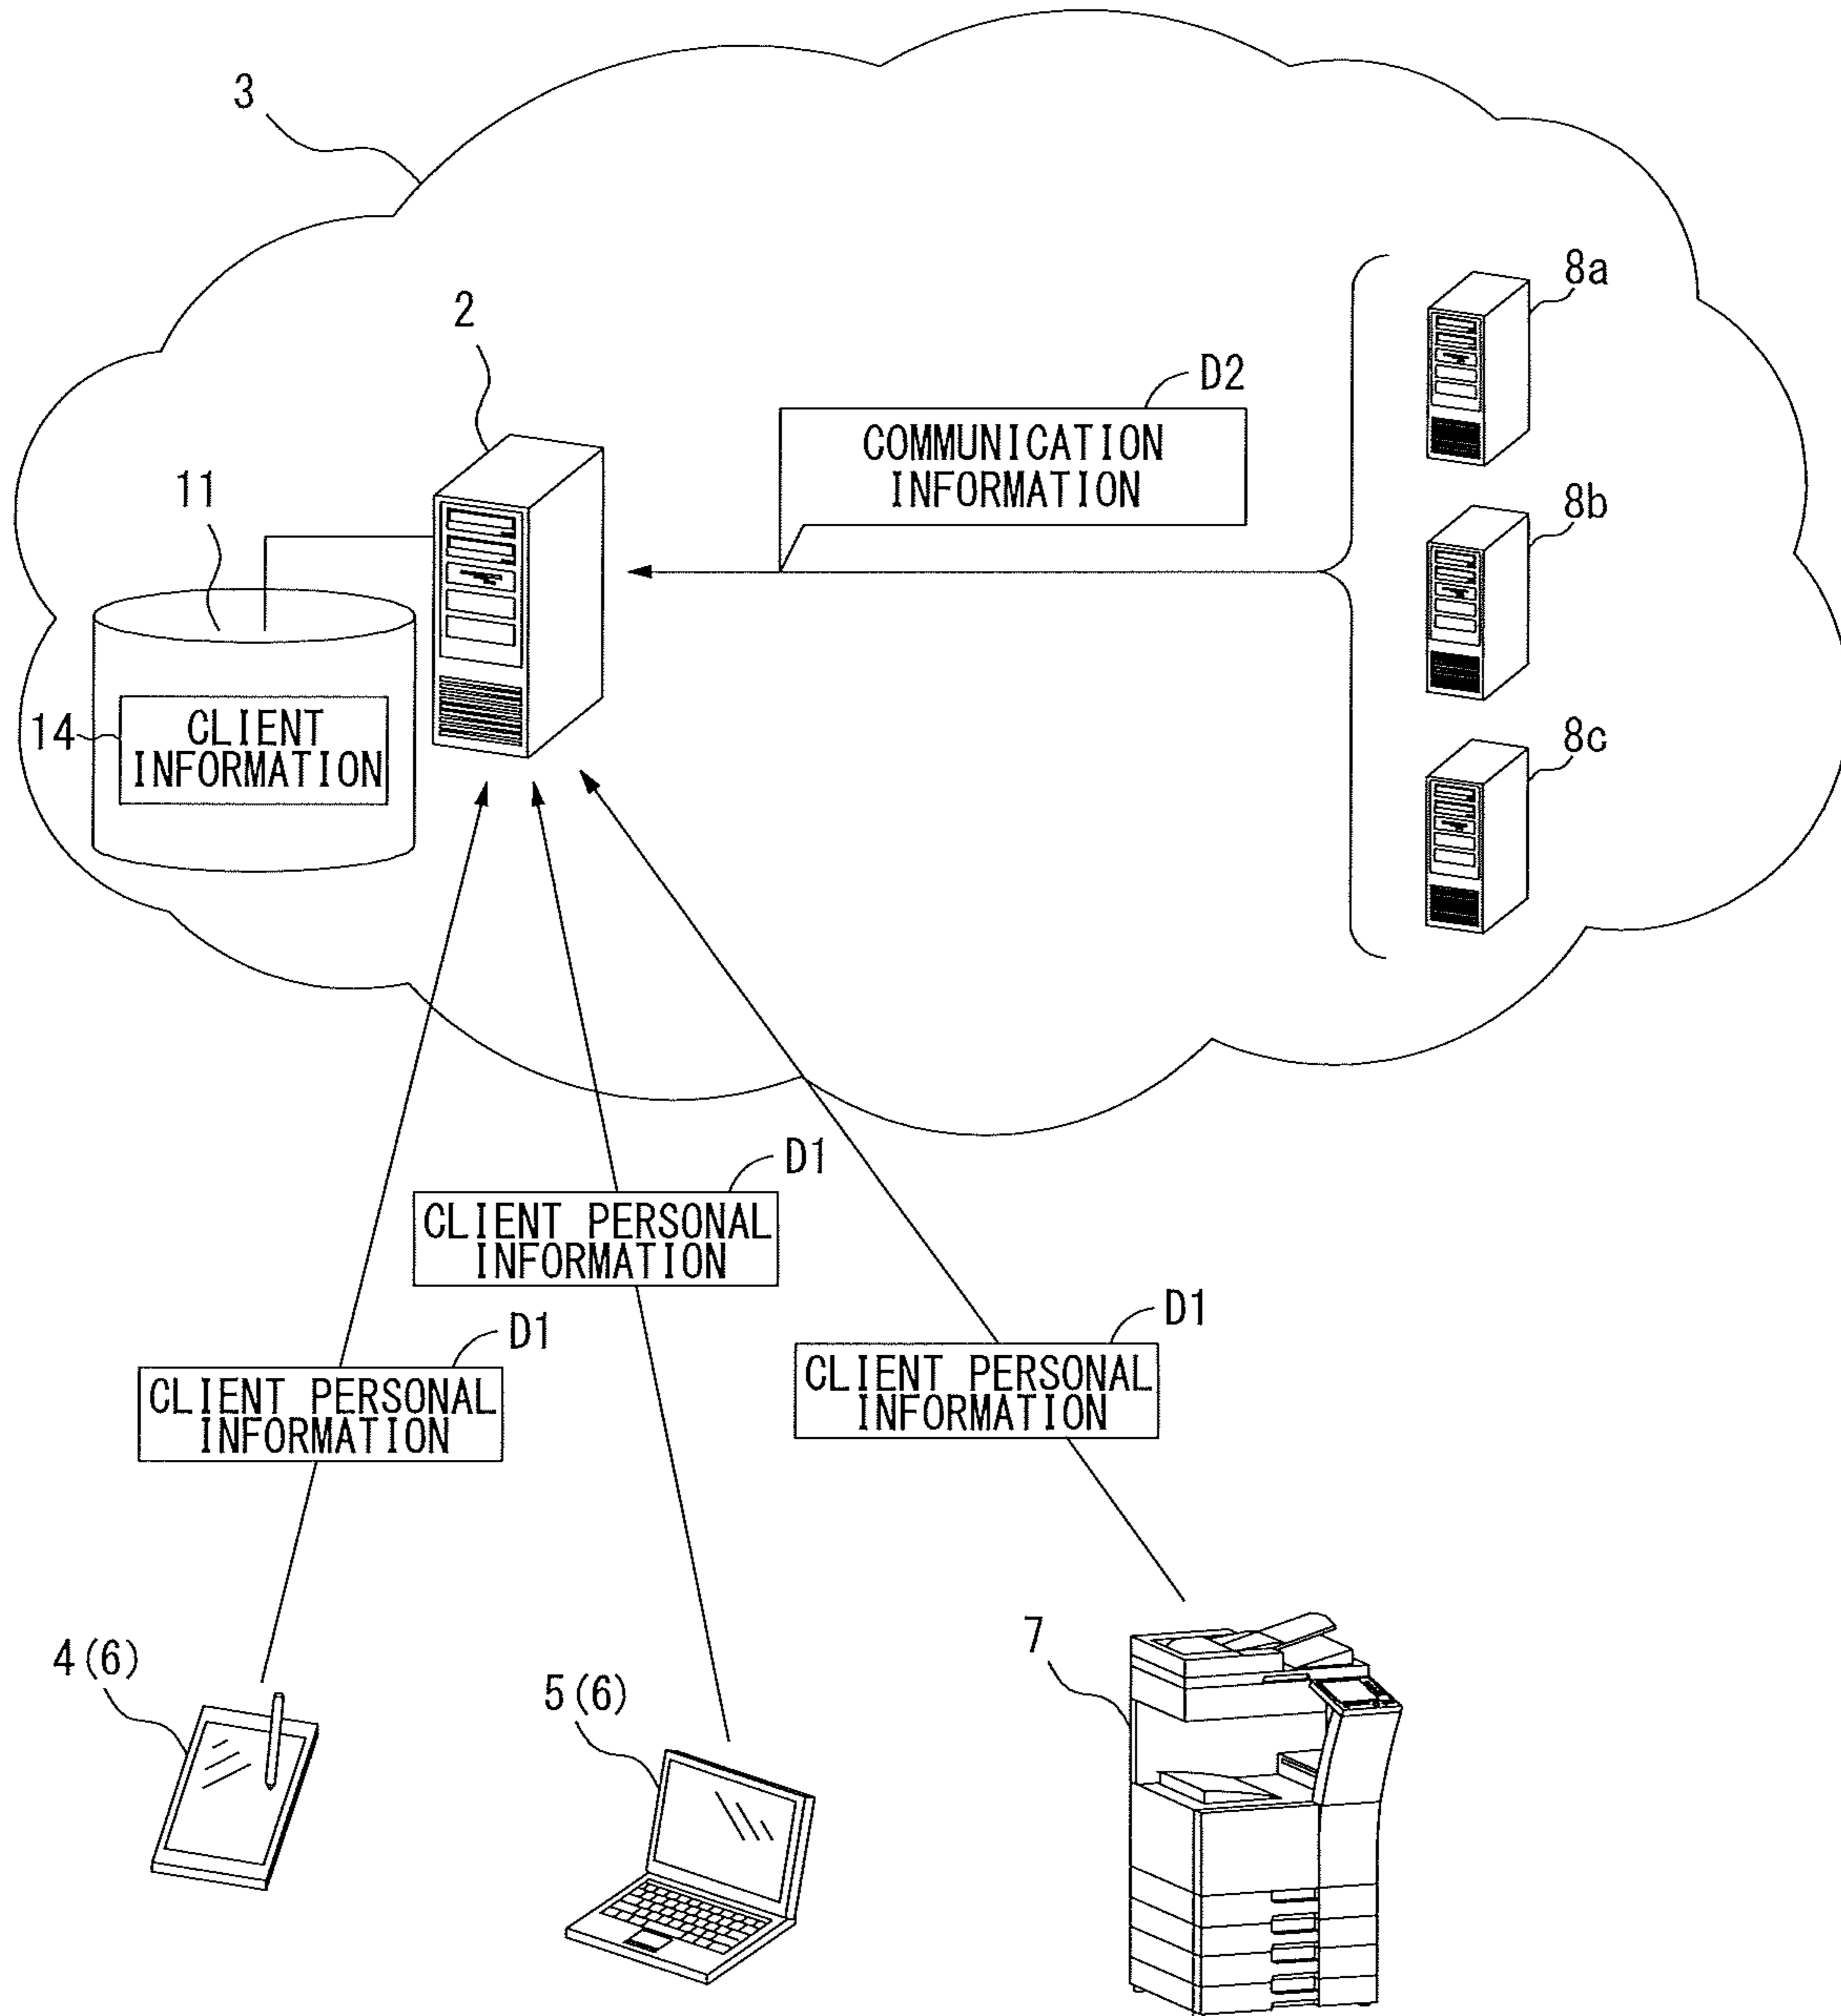 3
8a
2
D2
COMMUNICATION
INFORMATION
11
8b
14
CLIENT
INFORMATION
8c
D1
CLIENT PERSONAL
INFORMATION
D1
CLIENT PERSONAL
INFORMATION
D1
CLIENT PERSONAL
INFORMATION
4(6)
5(6)
7